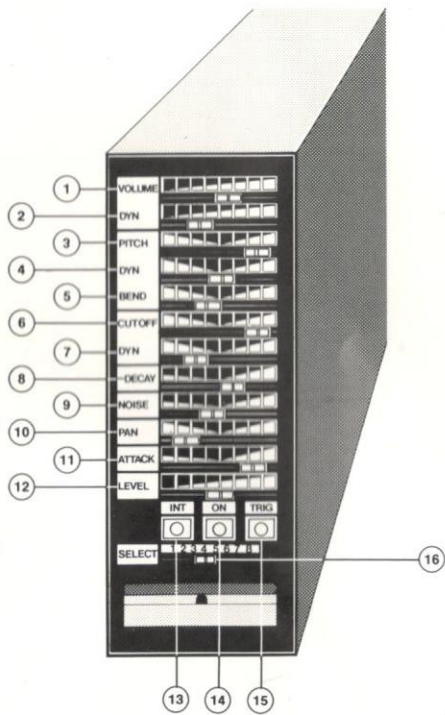 1 VOLUME
2 DYN
3 PITCH
4 DYN
5 BEND
6 CUTOFF
7 DYN
8 DECAY
9 NOISE
10 PAN
11 ATTACK
12 LEVEL
INT ON TRIG
SELECT 1 2 3 4 5 6 7 8
16
13 14 15